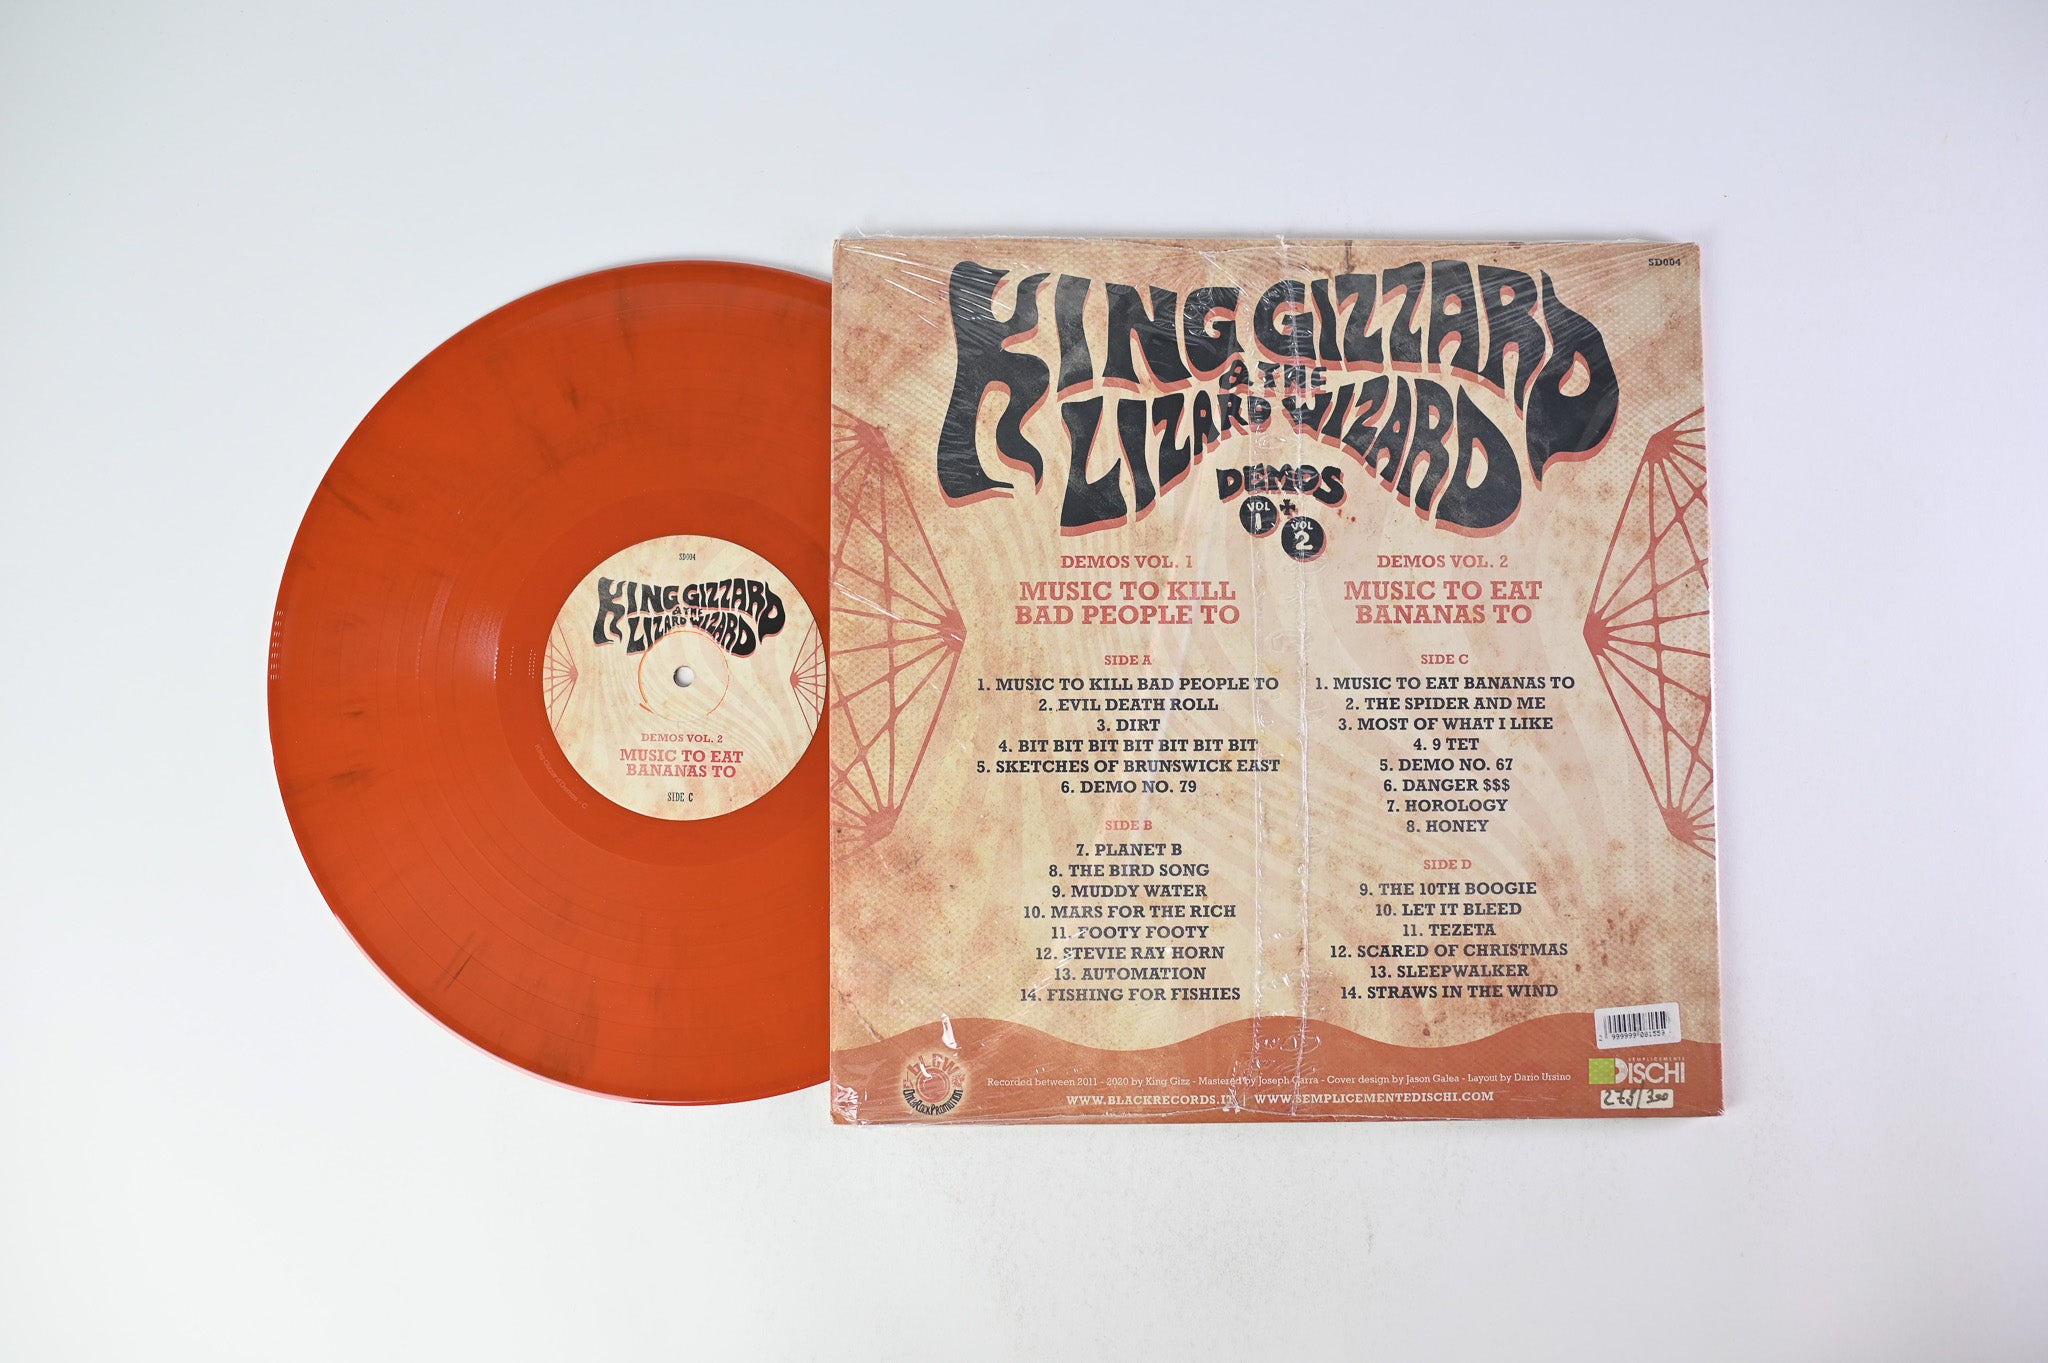 SD004
KING GIZZARD
& THE
LIZARD WIZARD
DEMOS VOL. 2
MUSIC TO EAT
BANANAS TO
SIDE C
SD004
KING GIZZARD
& THE
LIZARD WIZARD
DEMOS
VOL 1 +
VOL 2
DEMOS VOL. 1
MUSIC TO KILL
BAD PEOPLE TO
SIDE A
1. MUSIC TO KILL BAD PEOPLE TO
2. EVIL DEATH ROLL
3. DIRT
4. BIT BIT BIT BIT BIT BIT BIT
5. SKETCHES OF BRUNSWICK EAST
6. DEMO NO. 79
SIDE B
7. PLANET B
8. THE BIRD SONG
9. MUDDY WATER
10. MARS FOR THE RICH
11. FOOTY FOOTY
12. STEVIE RAY HORN
13. AUTOMATION
14. FISHING FOR FISHIES
DEMOS VOL. 2
MUSIC TO EAT
BANANAS TO
SIDE C
1. MUSIC TO EAT BANANAS TO
2. THE SPIDER AND ME
3. MOST OF WHAT I LIKE
4. 9 TET
5. DEMO NO. 67
6. DANGER $$$
7. HOROLOGY
8. HONEY
SIDE D
9. THE 10TH BOOGIE
10. LET IT BLEED
11. TEZETA
12. SCARED OF CHRISTMAS
13. SLEEPWALKER
14. STRAWS IN THE WIND
2 999999 081559
SEMPLICEMENTE
DISCHI
Recorded between 2011 - 2020 by King Gizz - Mastered by Joseph Carra - Cover design by Jason Galea - Layout by Dario Ursino
WWW.BLACKRECORDS.IT | WWW.SEMPLICEMENTEDISCHI.COM